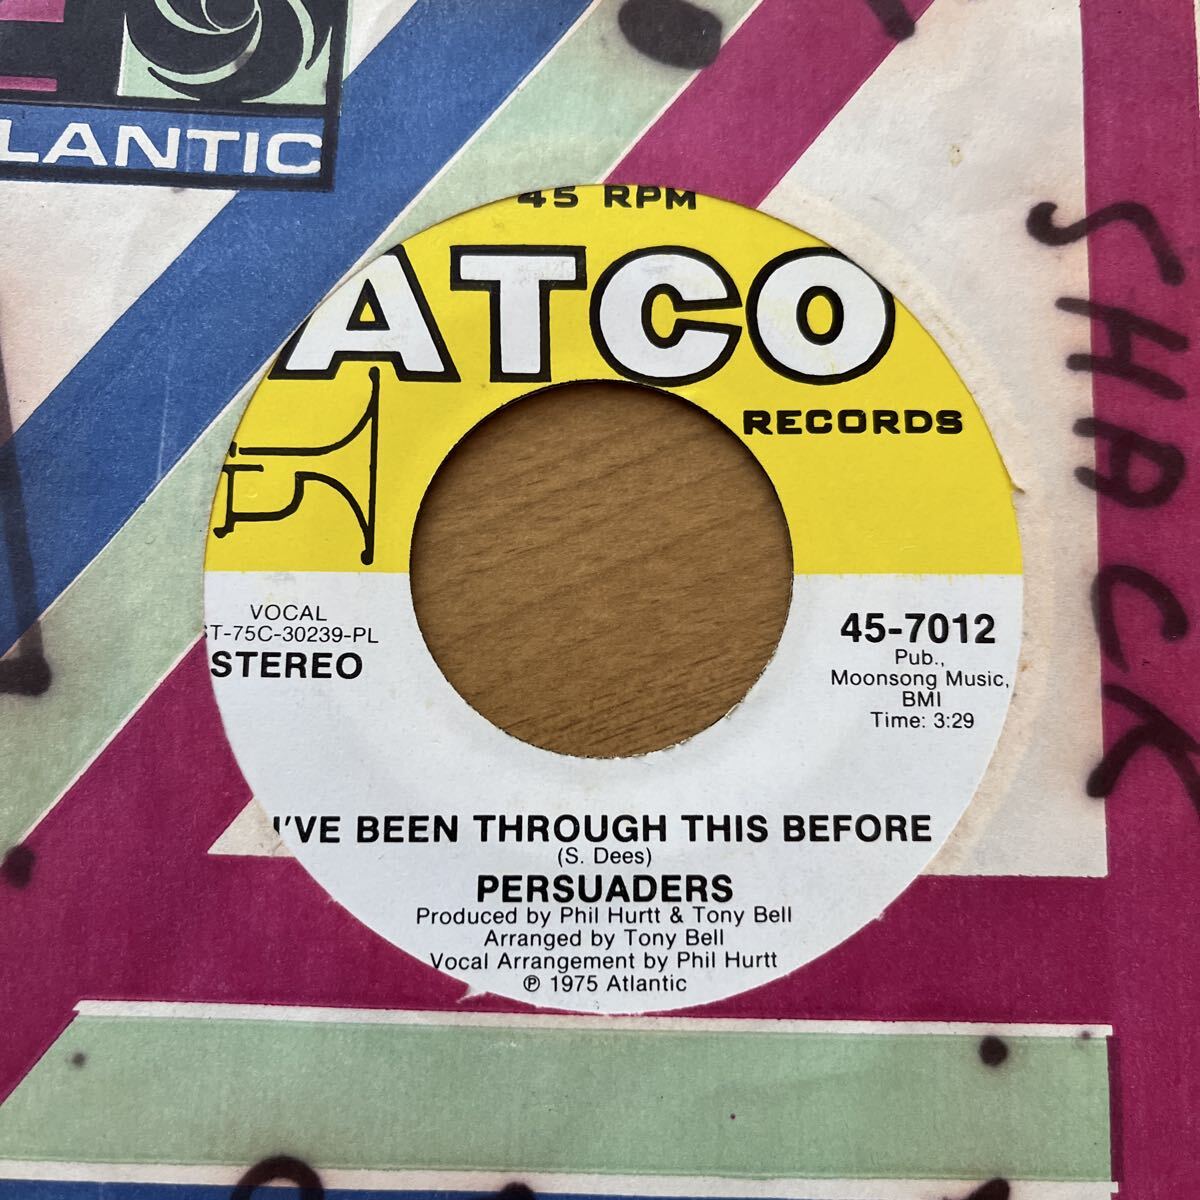 LANTIC
45 RPM
ATCO
RECORDS
VOCAL
ST-75C-30239-PL
STEREO
45-7012
Pub.,
Moonsong Music,
BMI
Time: 3:29
I'VE BEEN THROUGH THIS BEFORE
(S. Dees)
PERSUADERS
Produced by Phil Hurtt & Tony Bell
Arranged by Tony Bell
Vocal Arrangement by Phil Hurtt
℗ 1975 Atlantic
SHACK